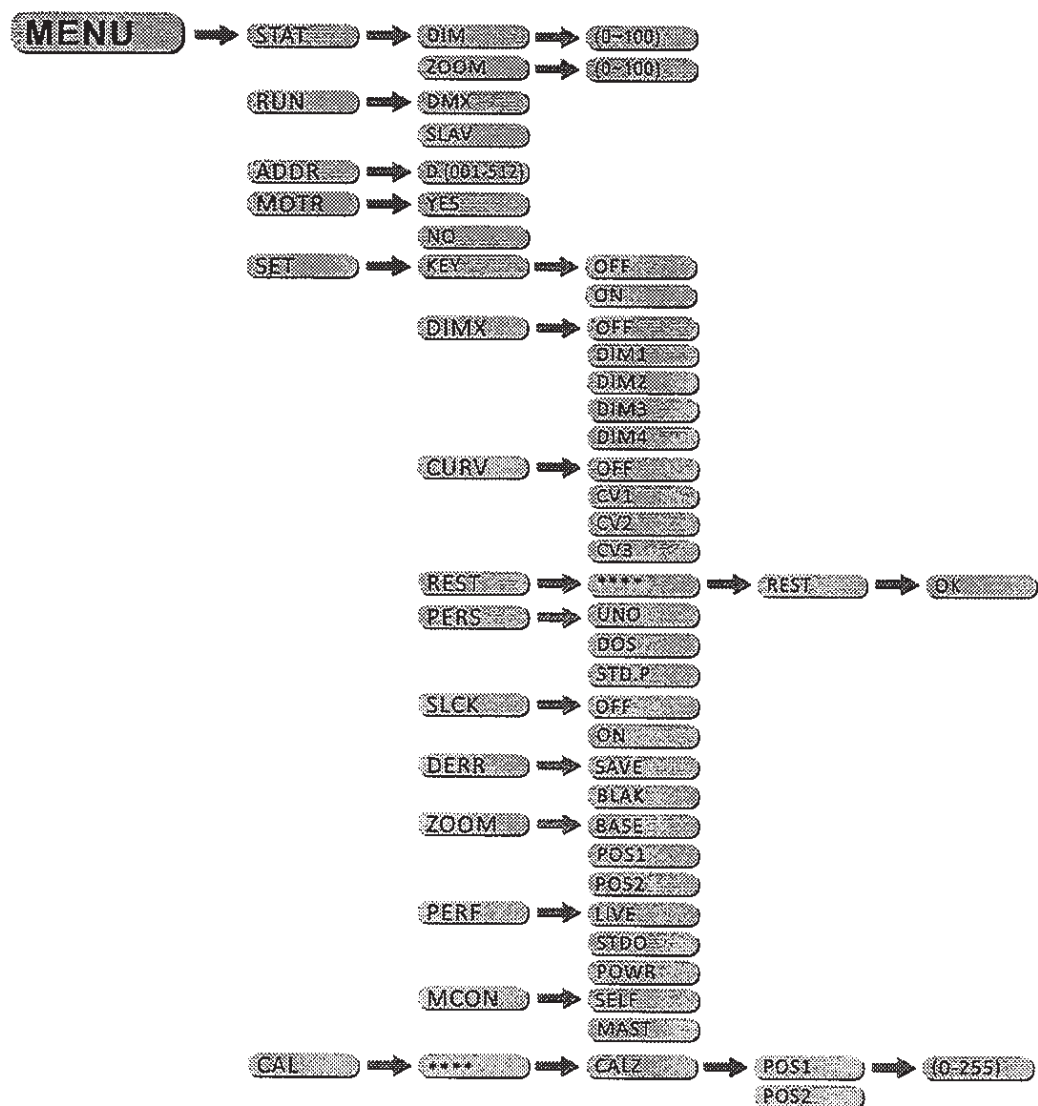 MENU STAT DIM (0~100)
ZOOM (0~100)
RUN DMX
SLAV
ADDR D.(001-512)
MOTR YES
NO
SET KEY OFF
ON
DIMX OFF
DIM1
DIM2
DIM3
DIM4
CURV OFF
CV1
CV2
CV3
REST **** REST OK
PERS UNO
DOS
STD.P
SLCK OFF
ON
DERR SAVE
BLAK
ZOOM BASE
POS1
POS2
PERF LIVE
STDO
POWR
MCON SELF
MAST
CAL **** CALZ POS1 (0-255)
POS2